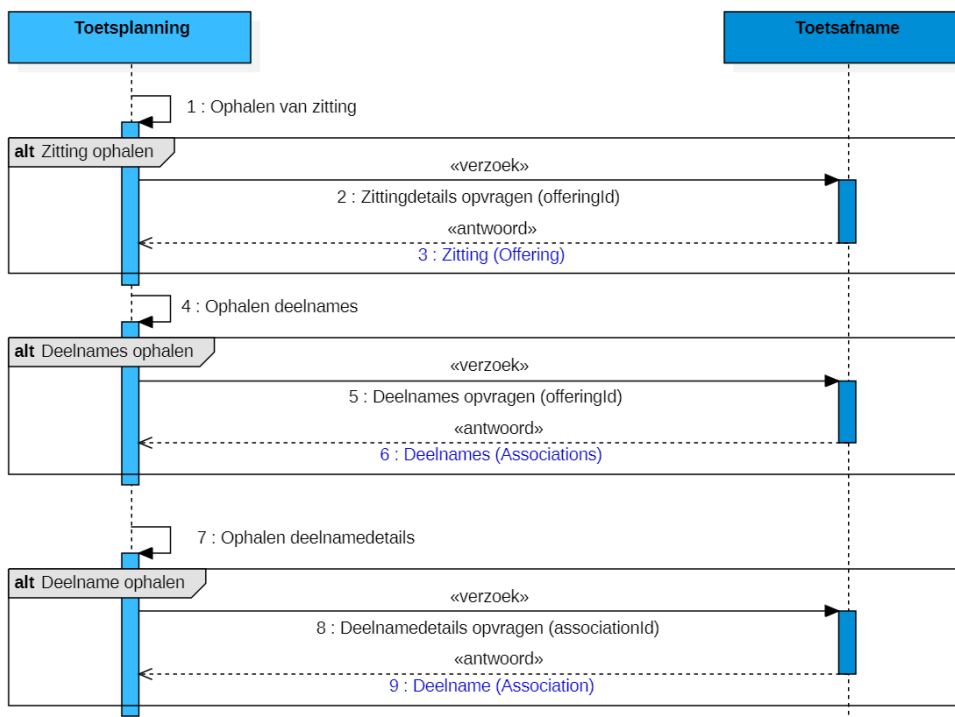 Toetsplanning
Toetsafname
1 : Ophalen van zitting
alt Zitting ophalen
«verzoek»
2 : Zittingdetails opvragen (offeringId)
«antwoord»
3 : Zitting (Offering)
4 : Ophalen deelnames
alt Deelnames ophalen
«verzoek»
5 : Deelnames opvragen (offeringId)
«antwoord»
6 : Deelnames (Associations)
7 : Ophalen deelnamedetails
alt Deelname ophalen
«verzoek»
8 : Deelnamedetails opvragen (associationId)
«antwoord»
9 : Deelname (Association)